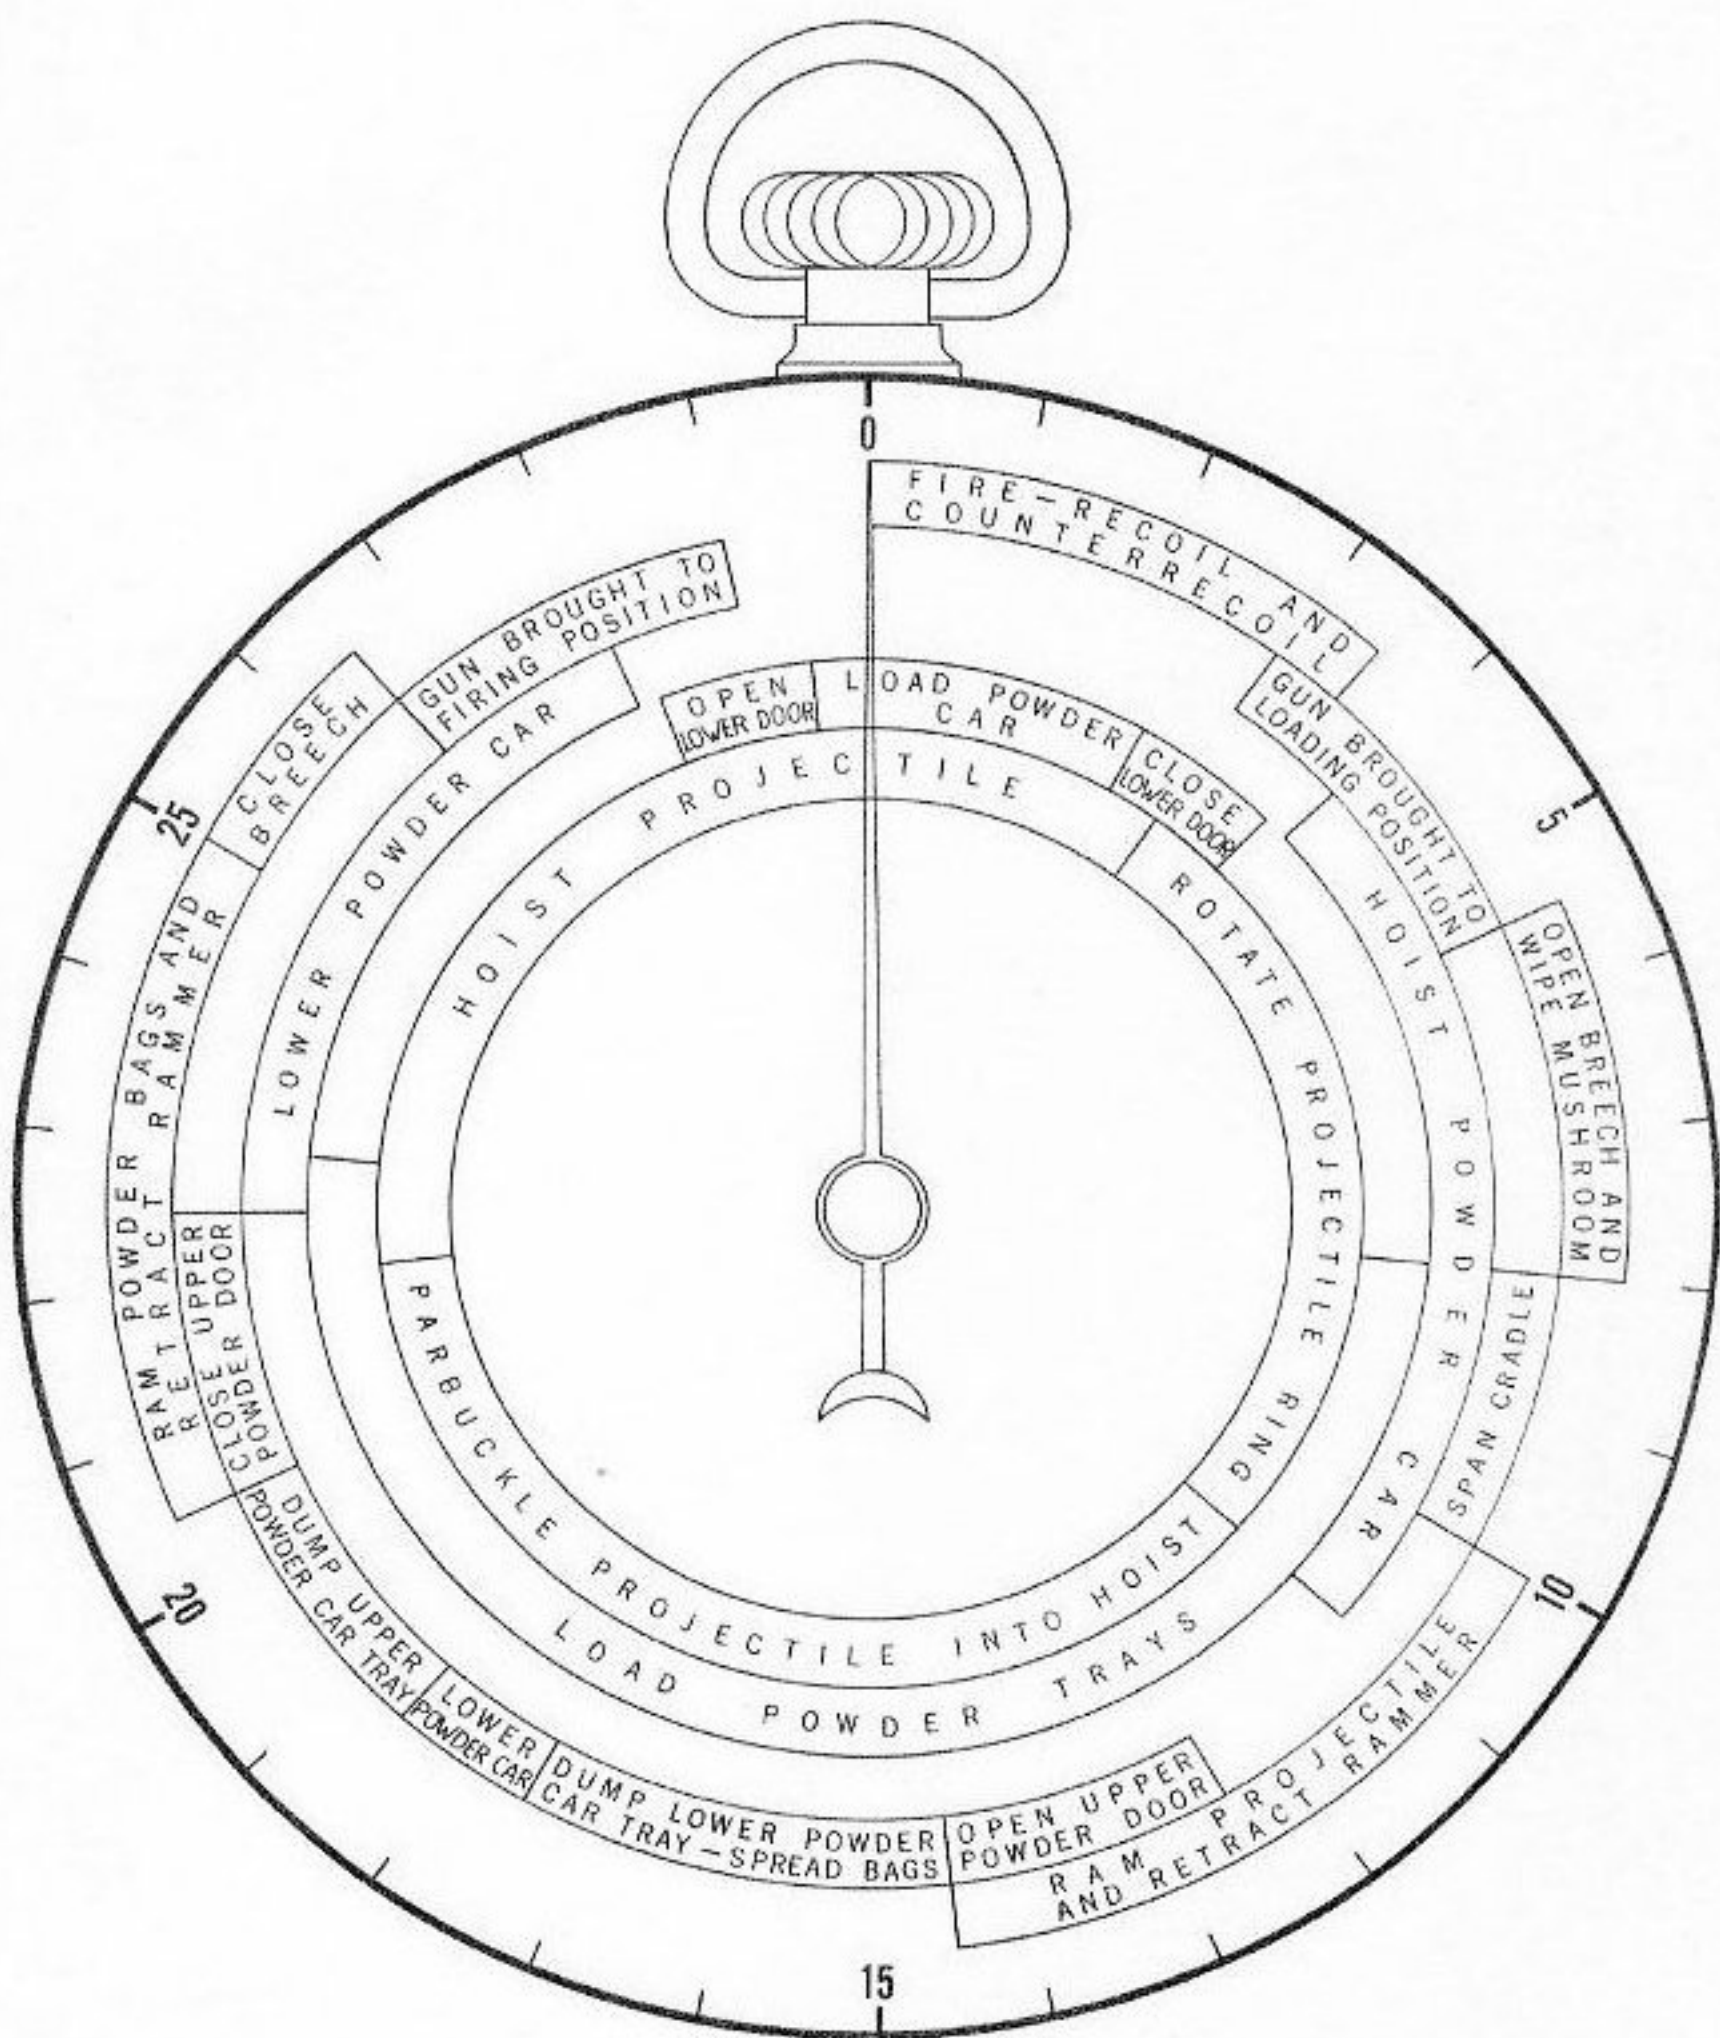 0
5
10
15
20
25
FIRE—RECOIL AND
COUNTERRECOIL
GUN BROUGHT TO
LOADING POSITION
OPEN BREECH AND
WIPE MUSHROOM
SPAN CRADLE
RAM PROJECTILE
AND RETRACT RAMMER
OPEN UPPER
POWDER DOOR
DUMP LOWER POWDER
CAR TRAY—SPREAD BAGS
LOWER
POWDER CAR
DUMP UPPER
POWDER CAR TRAY
CLOSE UPPER
POWDER DOOR
RAM POWDER BAGS AND
RETRACT RAMMER
CLOSE
BREECH
GUN BROUGHT TO
FIRING POSITION
LOWER POWDER CAR
OPEN
LOWER DOOR
LOAD POWDER
CAR
CLOSE
LOWER DOOR
HOIST POWDER CAR
LOAD POWDER TRAYS
HOIST PROJECTILE
ROTATE PROJECTILE RING
PARBUCKLE PROJECTILE INTO HOIST